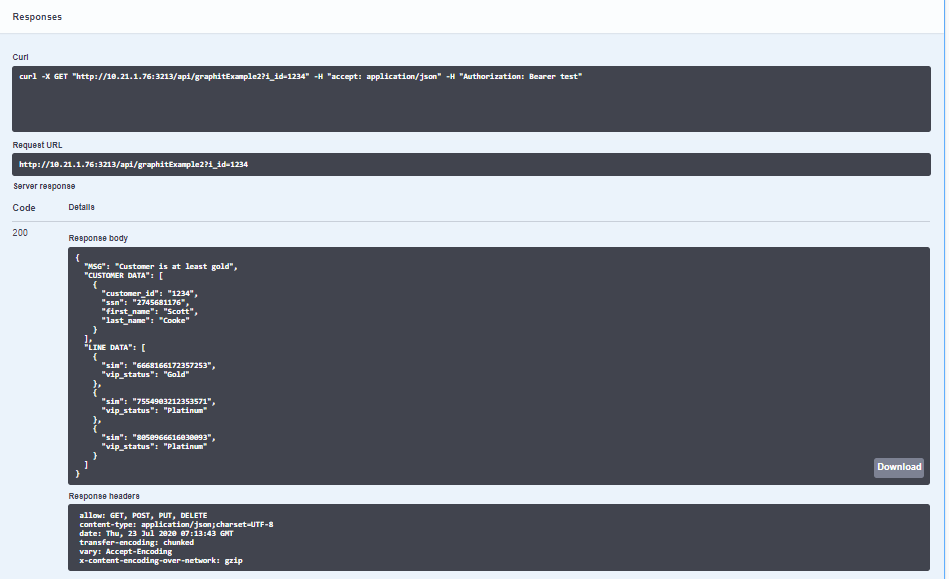 Responses
Curl
curl -X GET "http://10.21.1.76:3213/api/graphitExample2?i_id=1234" -H "accept: application/json" -H "Authorization: Bearer test"
Request URL
http://10.21.1.76:3213/api/graphitExample2?i_id=1234
Server response
Code Details
200
Response body
{
"MSG": "Customer is at least gold",
"CUSTOMER DATA": [
{
"customer_id": "1234",
"ssn": "2745681176",
"first_name": "Scott",
"last_name": "Cooke"
}
],
"LINE DATA": [
{
"sim": "6668166172357253",
"vip_status": "Gold"
},
{
"sim": "7554903212353571",
"vip_status": "Platinum"
},
{
"sim": "8050966616030093",
"vip_status": "Platinum"
}
]
}
Download
Response headers
allow: GET, POST, PUT, DELETE
content-type: application/json;charset=UTF-8
date: Thu, 23 Jul 2020 07:13:43 GMT
transfer-encoding: chunked
vary: Accept-Encoding
x-content-encoding-over-network: gzip